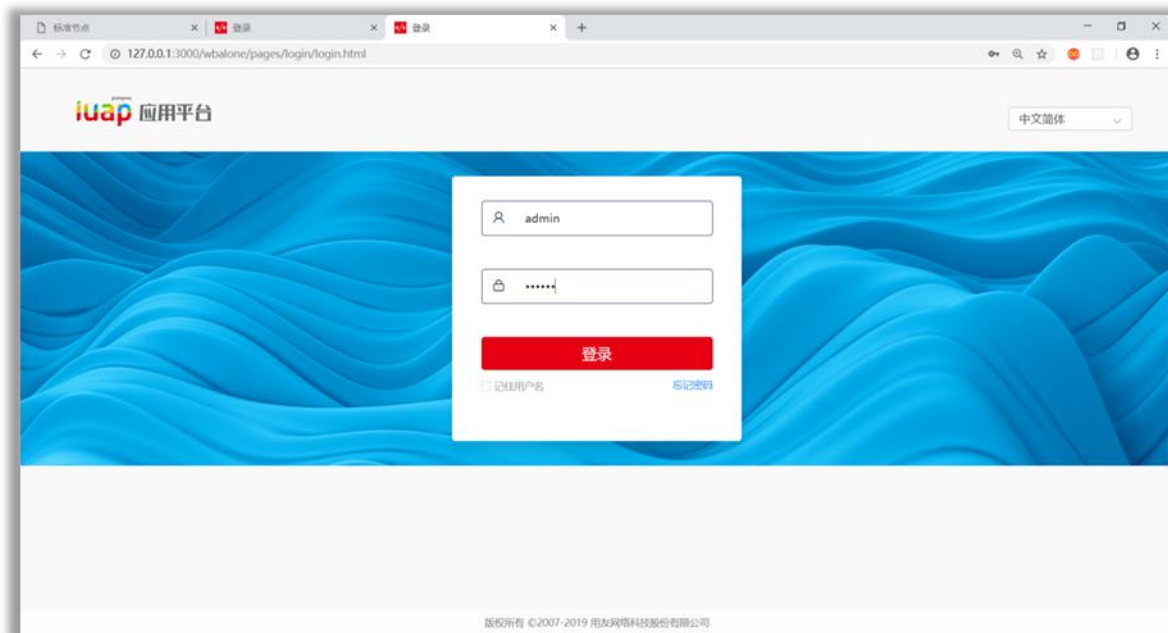 标准节点
登录
登录
127.0.0.1:3000/wbalone/pages/login/login.html
iuap 应用平台
中文简体
admin
••••••
登录
记住用户名
忘记密码
版权所有 ©2007-2019 用友网络科技股份有限公司